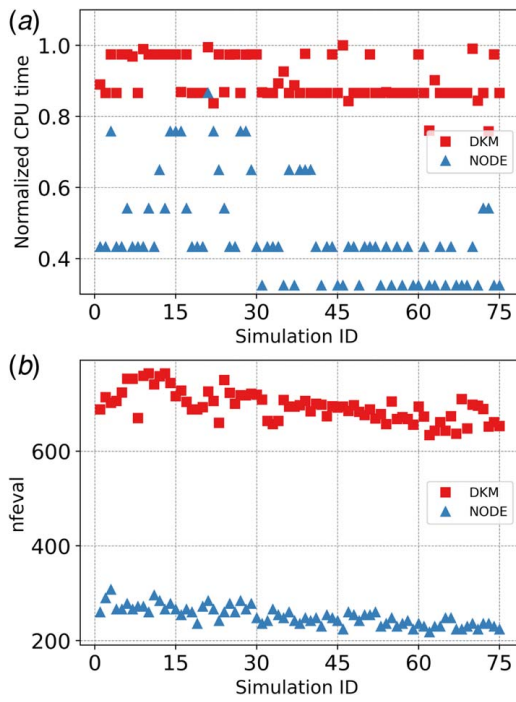 (a)
1.0
0.8
0.6
0.4
Normalized CPU time
DKM
NODE
0 15 30 45 60 75
Simulation ID
(b)
600
400
200
nfeval
DKM
NODE
0 15 30 45 60 75
Simulation ID